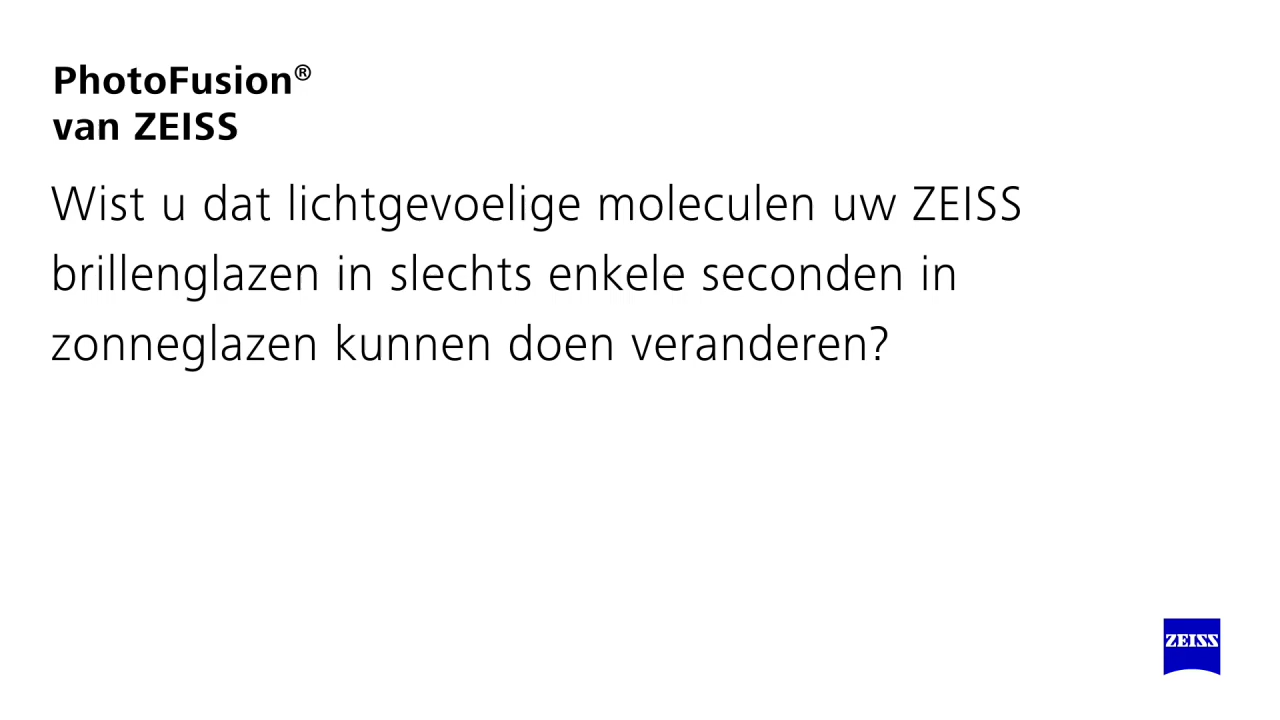 PhotoFusion®
van ZEISS
Wist u dat lichtgevoelige moleculen uw ZEISS
brillenglazen in slechts enkele seconden in
zonneglazen kunnen doen veranderen?
ZEISS